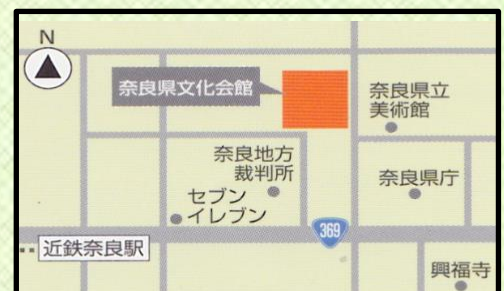 N
奈良県文化会館
奈良県立
美術館
奈良地方
裁判所
奈良県庁
セブン
イレブン
369
近鉄奈良駅
興福寺